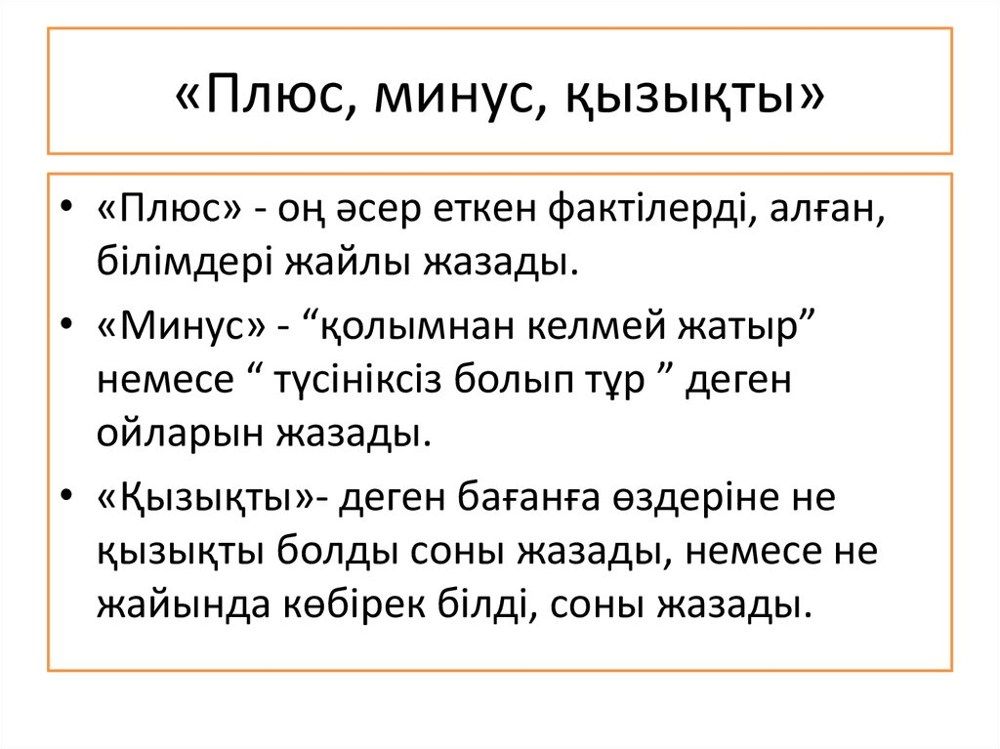 «Плюс, минус, қызықты»
• «Плюс» - оң әсер еткен фактілерді, алған,
білімдері жайлы жазады.
• «Минус» - “қолымнан келмей жатыр”
немесе “ түсініксіз болып тұр ” деген
ойларын жазады.
• «Қызықты»- деген бағанға өздеріне не
қызықты болды соны жазады, немесе не
жайында көбірек білді, соны жазады.